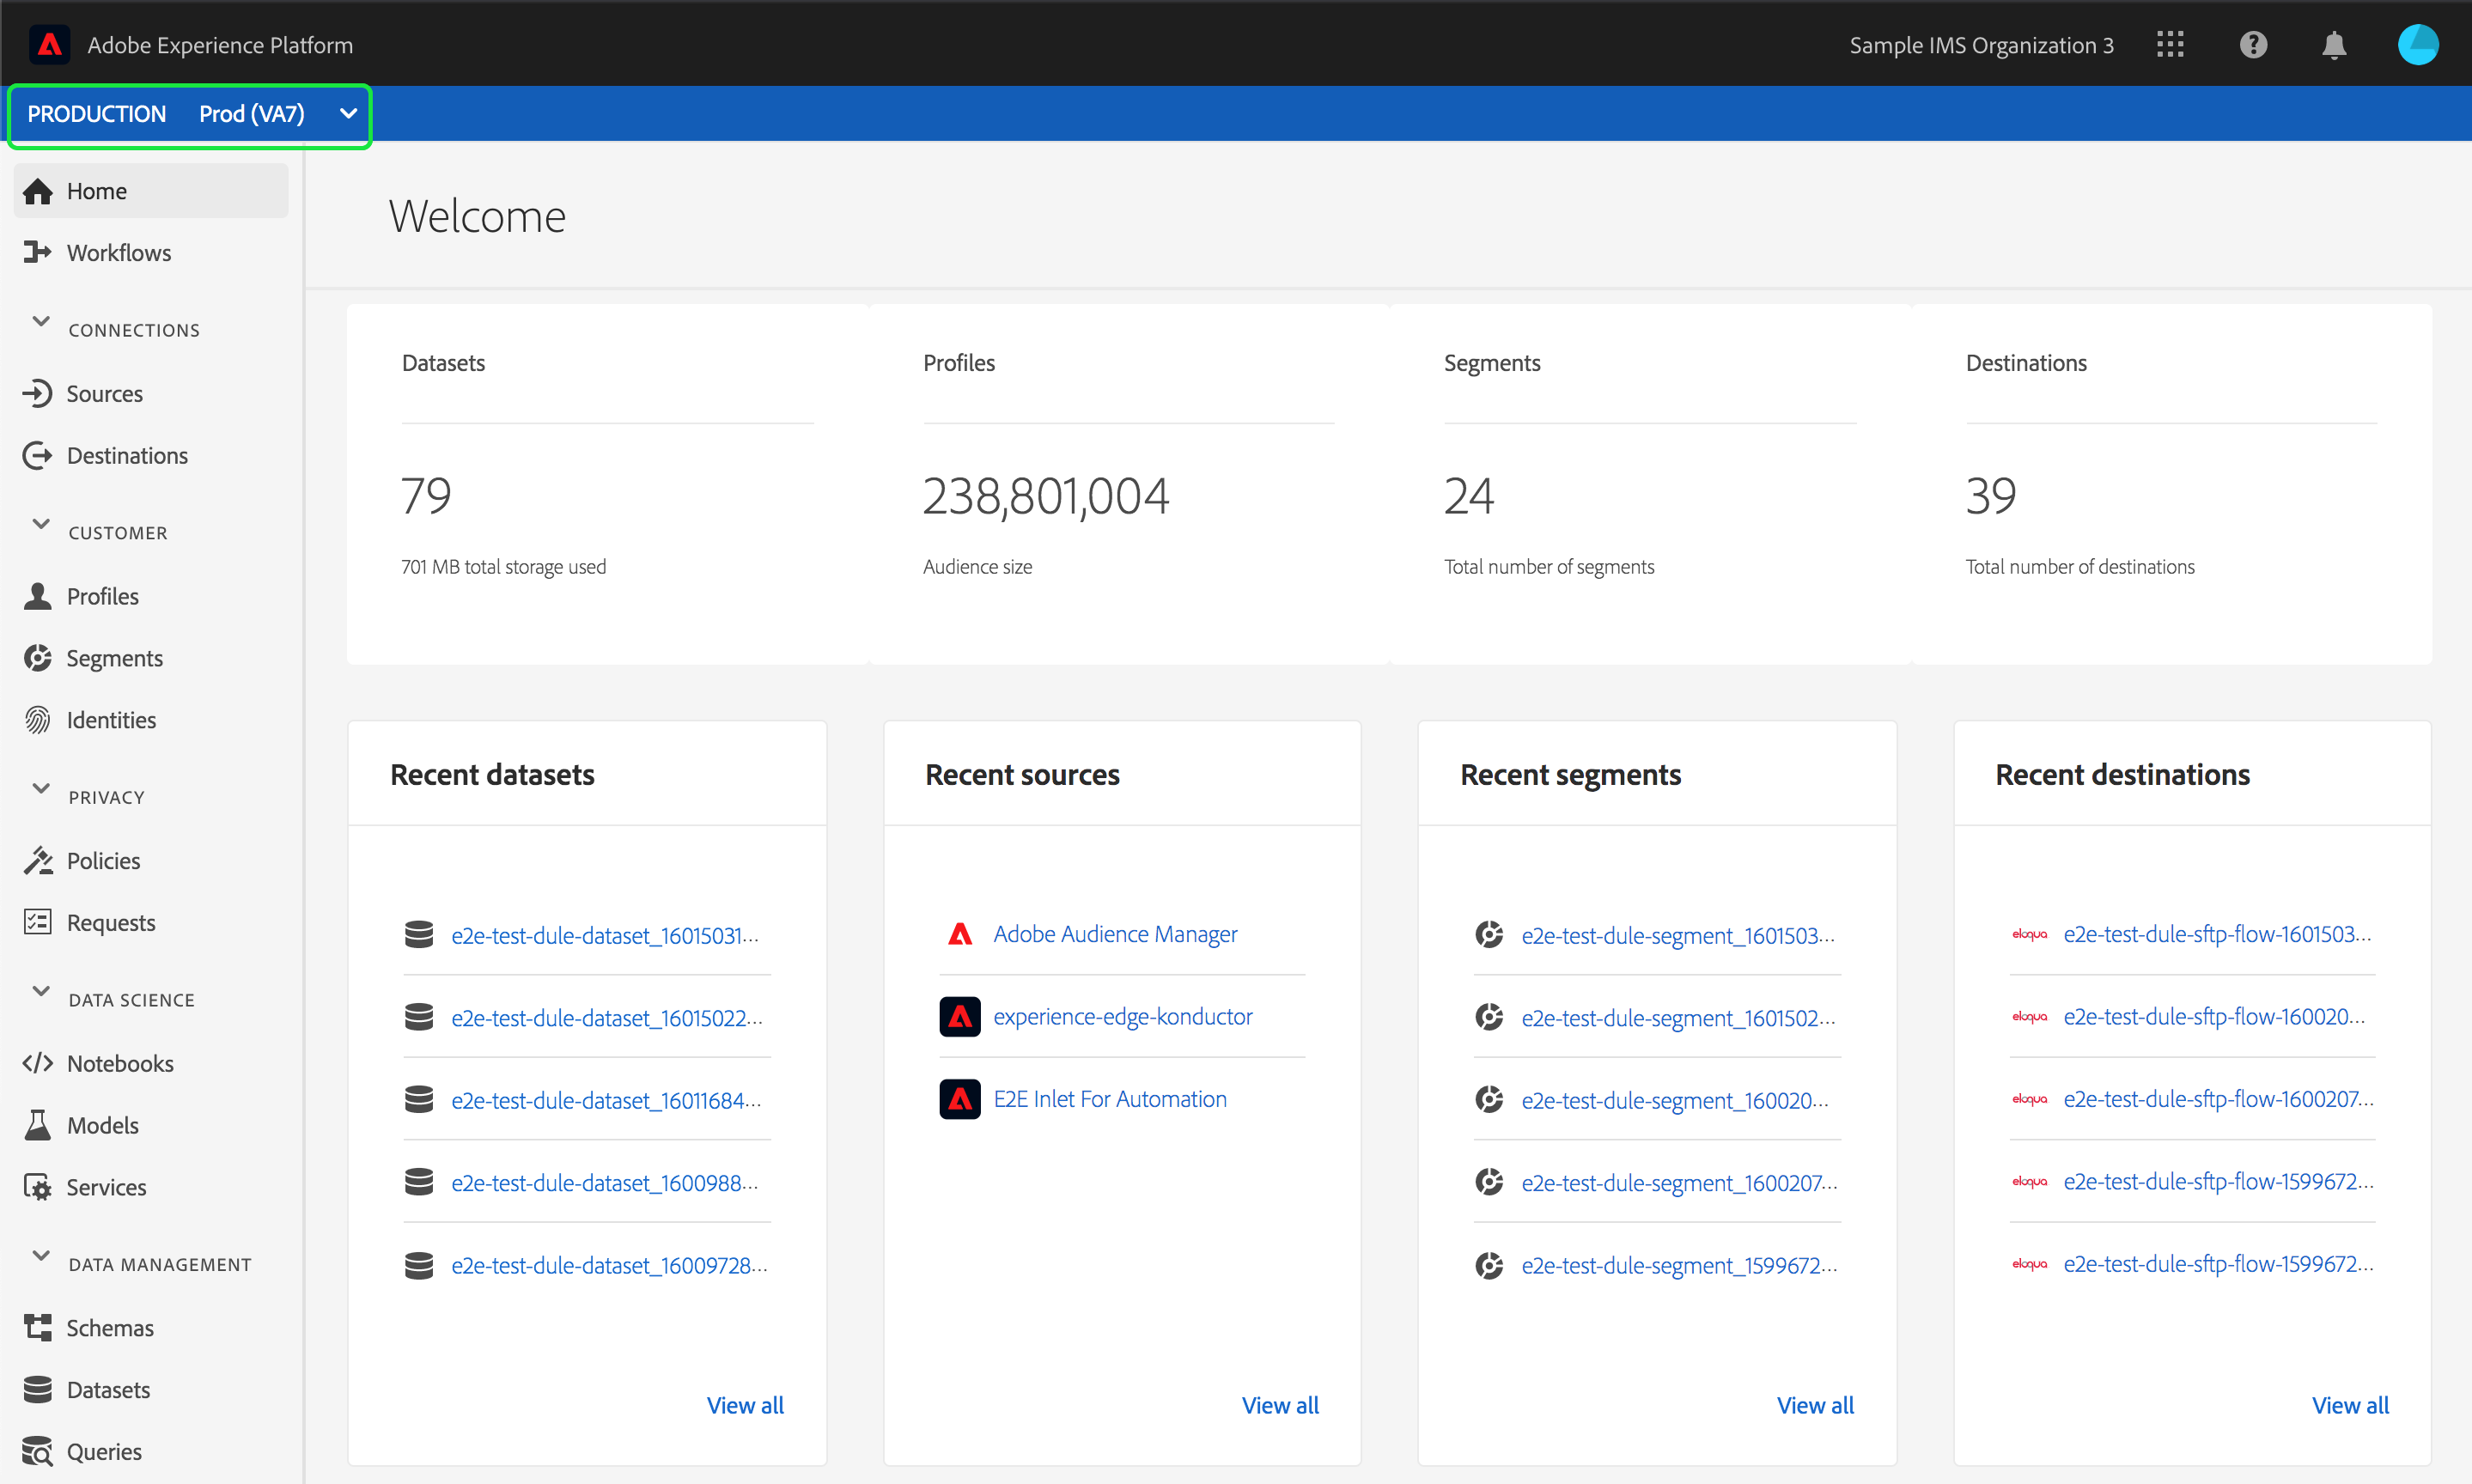 Adobe Experience Platform
Sample IMS Organization 3
PRODUCTION Prod (VA7)
Home
Workflows
CONNECTIONS
Sources
Destinations
CUSTOMER
Profiles
Segments
Identities
PRIVACY
Policies
Requests
DATA SCIENCE
Notebooks
Models
Services
DATA MANAGEMENT
Schemas
Datasets
Queries
Welcome
Datasets
79
701 MB total storage used
Profiles
238,801,004
Audience size
Segments
24
Total number of segments
Destinations
39
Total number of destinations
Recent datasets
e2e-test-dule-dataset_16015031...
e2e-test-dule-dataset_16015022...
e2e-test-dule-dataset_16011684...
e2e-test-dule-dataset_1600988...
e2e-test-dule-dataset_16009728...
View all
Recent sources
Adobe Audience Manager
experience-edge-konductor
E2E Inlet For Automation
View all
Recent segments
e2e-test-dule-segment_1601503...
e2e-test-dule-segment_1601502...
e2e-test-dule-segment_160020...
e2e-test-dule-segment_1600207...
e2e-test-dule-segment_1599672...
View all
Recent destinations
eloqua e2e-test-dule-sftp-flow-1601503...
eloqua e2e-test-dule-sftp-flow-160020...
eloqua e2e-test-dule-sftp-flow-1600207...
eloqua e2e-test-dule-sftp-flow-1599672...
eloqua e2e-test-dule-sftp-flow-1599672...
View all